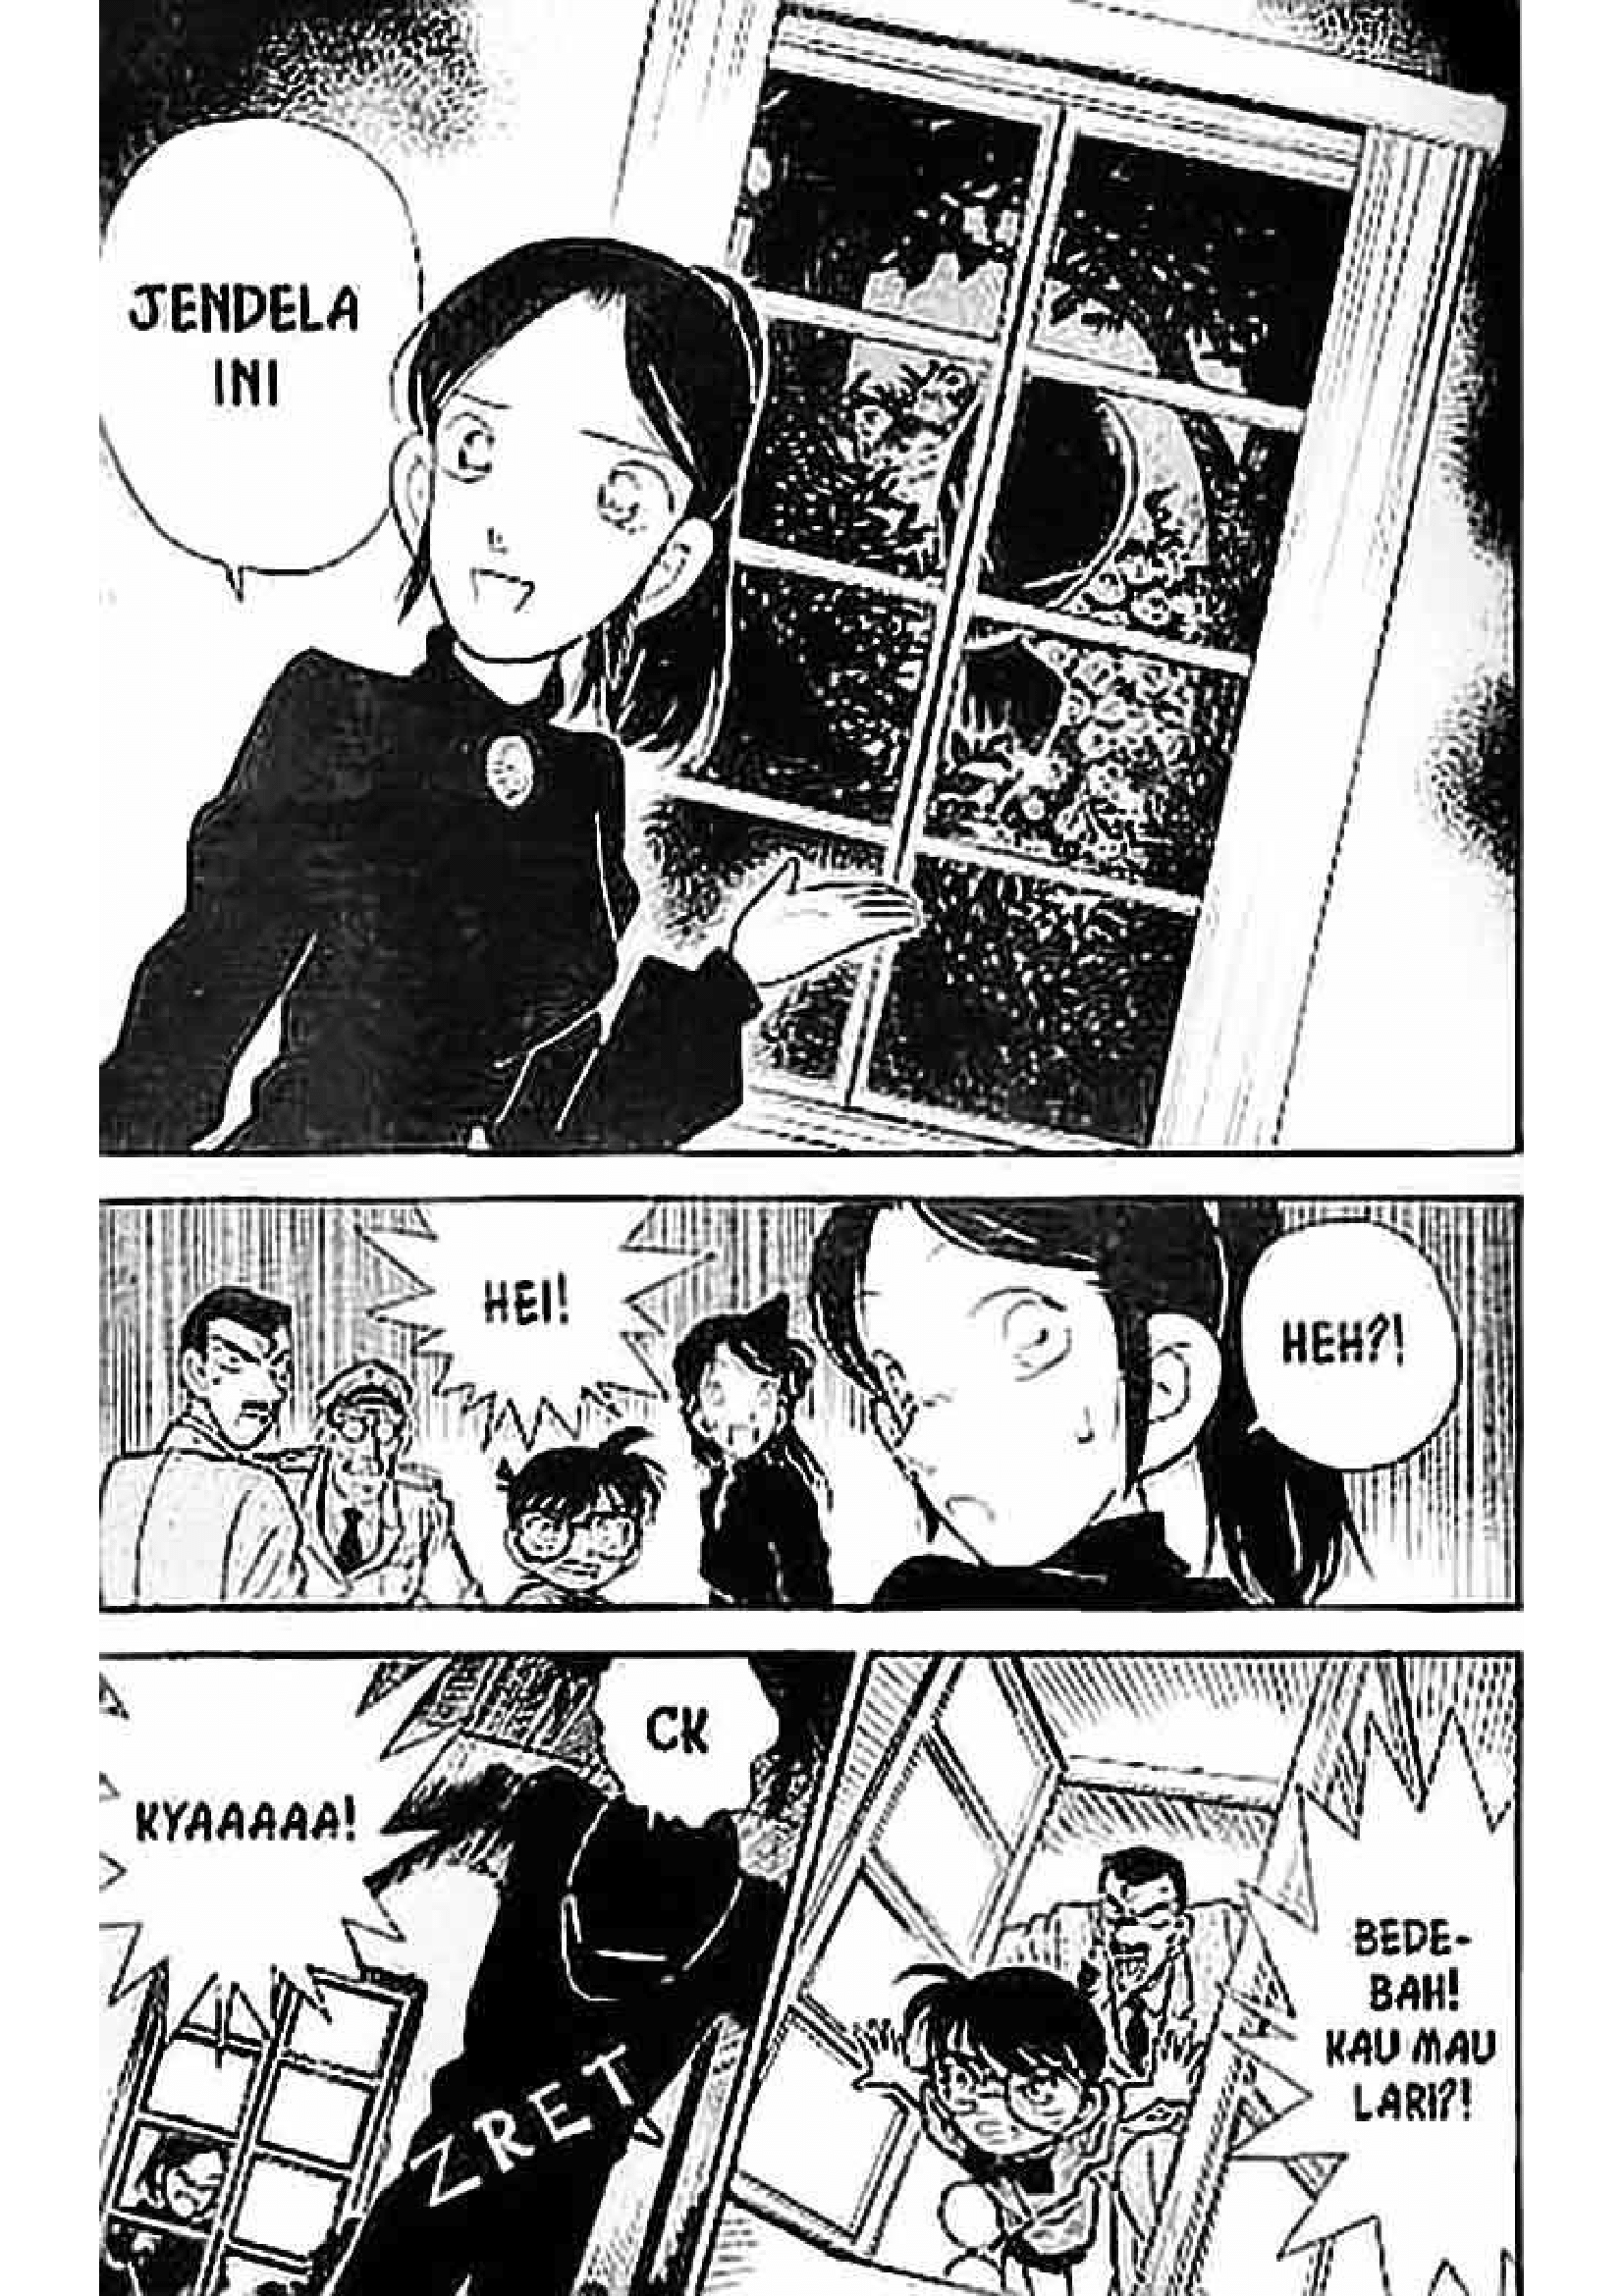 JENDELA
INI
HEH?!
HEI!
BEDE-
BAH!
KAU MAU
LARI?!
CK
ZRET
KYAAAAA!